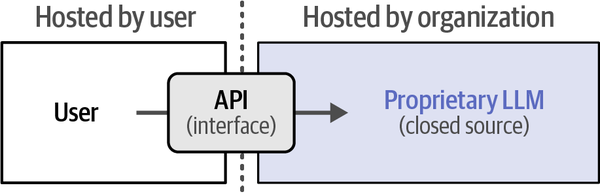 Hosted by user
Hosted by organization
User
API
(interface)
Proprietary LLM
(closed source)